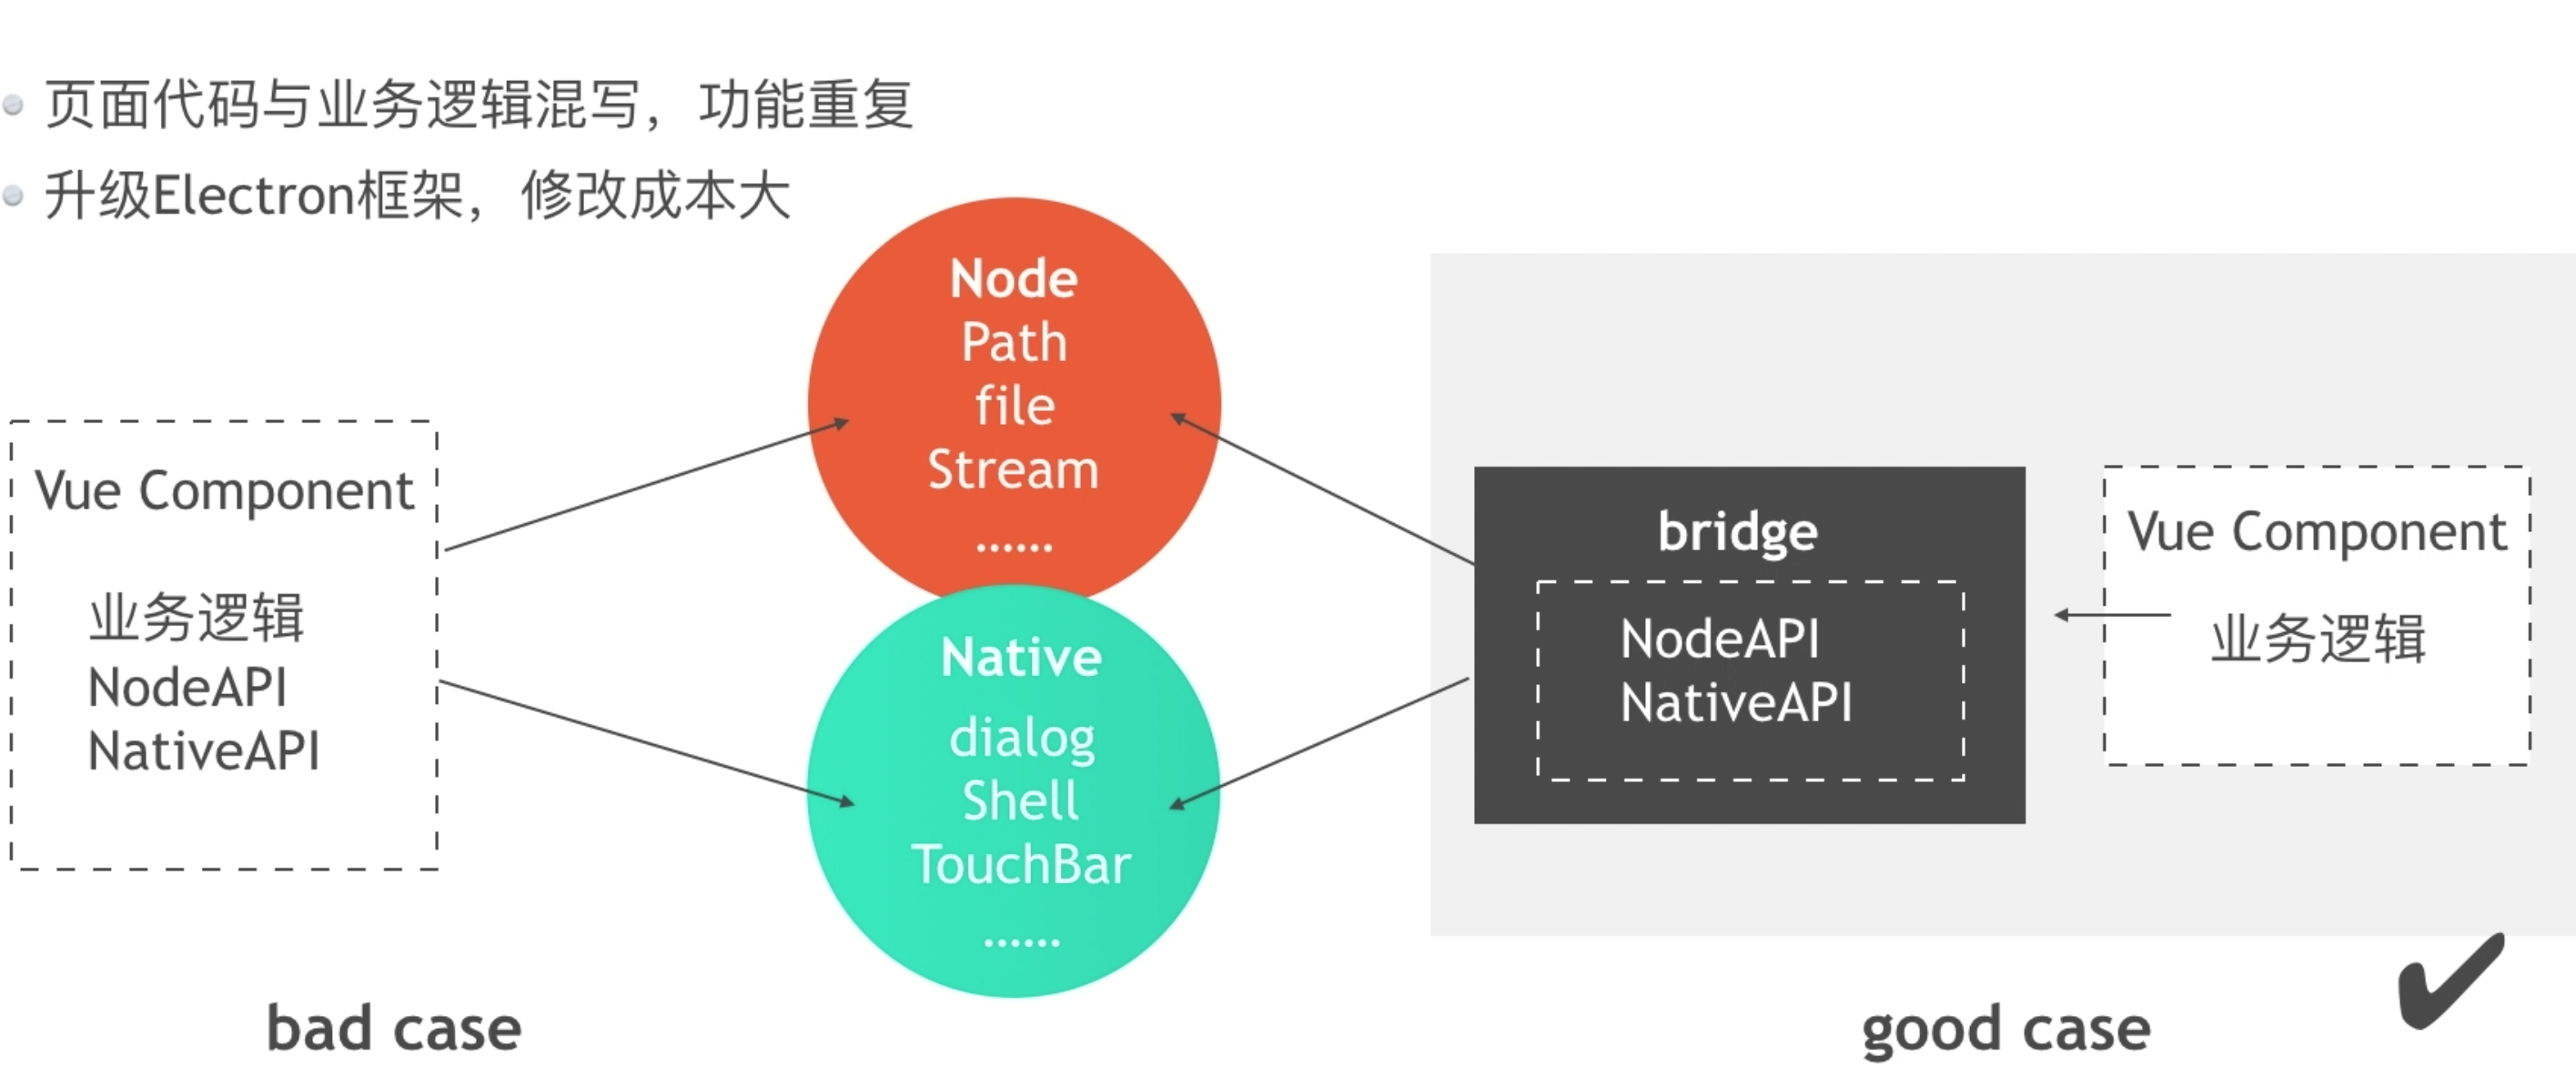 页面代码与业务逻辑混写，功能重复
升级Electron框架，修改成本大
Vue Component
业务逻辑
NodeAPI
NativeAPI
bad case
Node
Path
file
Stream
......
Native
dialog
Shell
TouchBar
......
bridge
NodeAPI
NativeAPI
Vue Component
业务逻辑
good case
✔